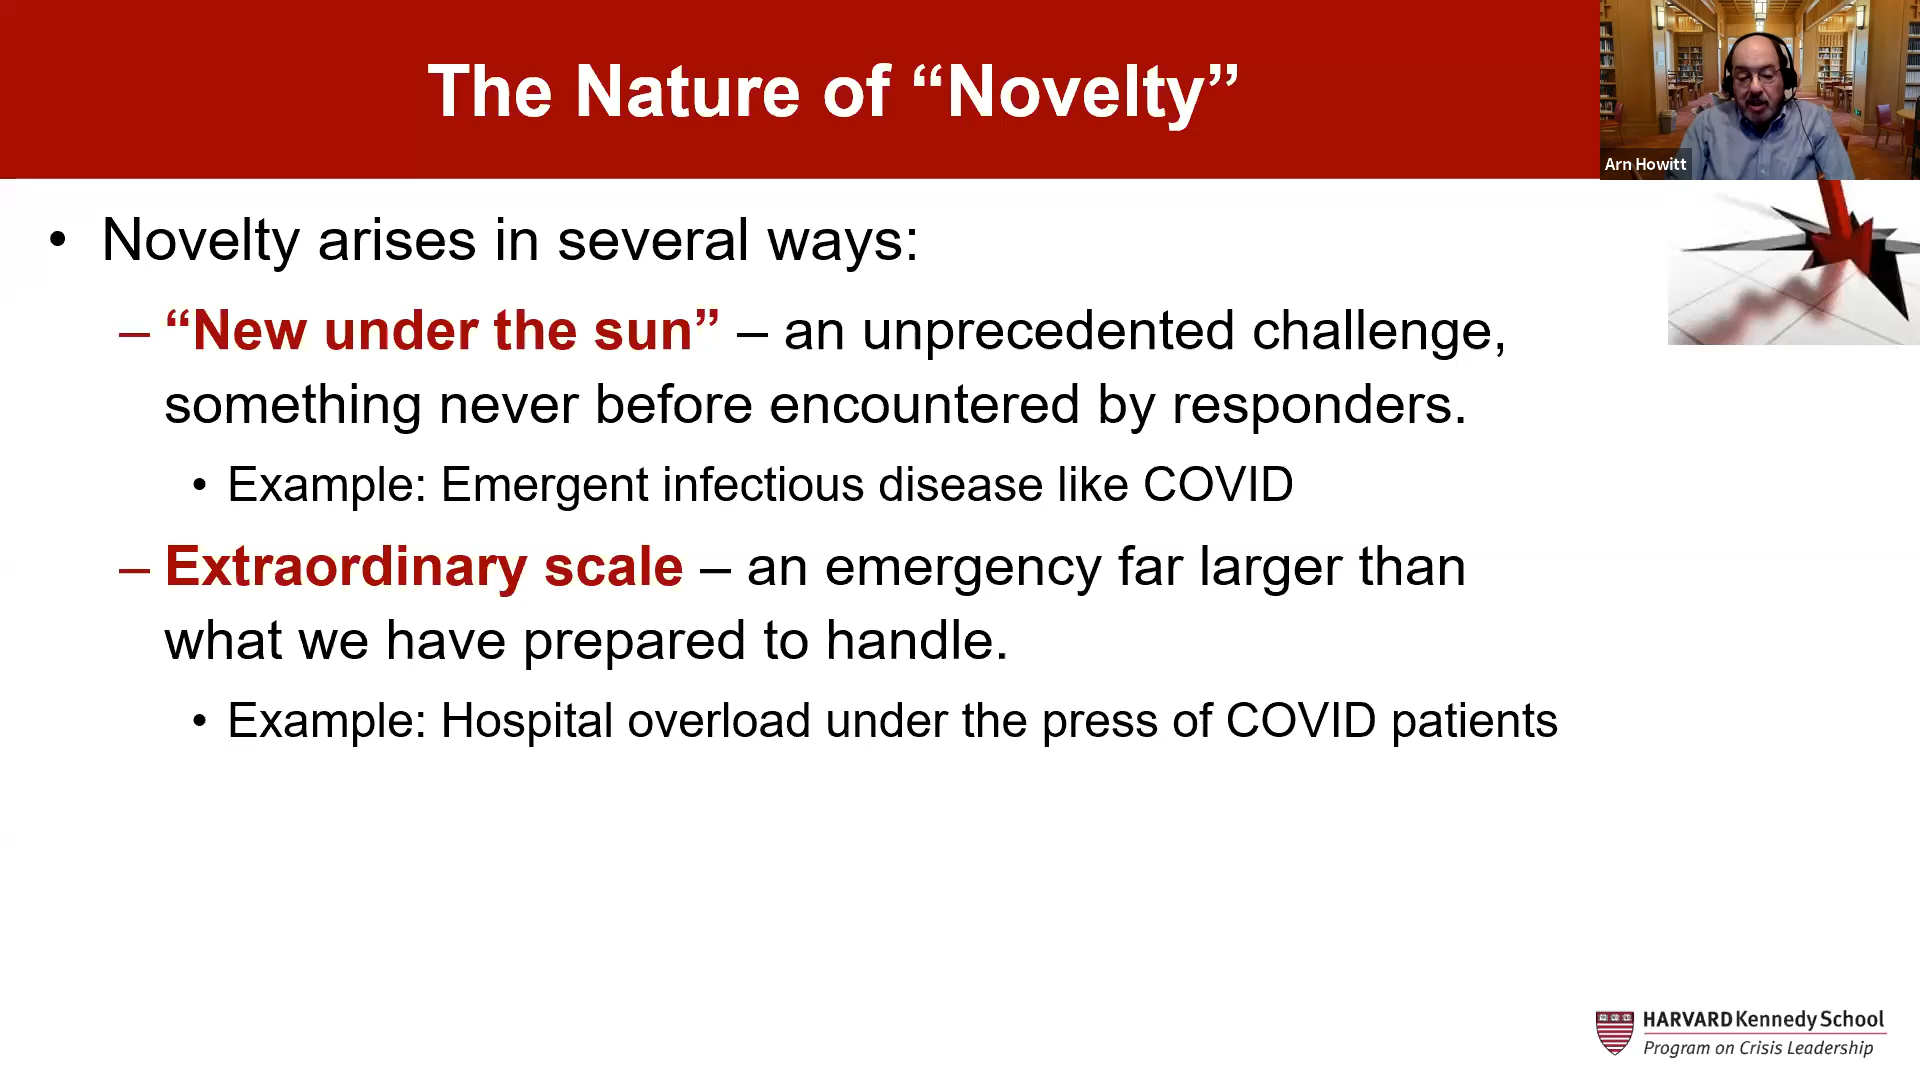 The Nature of “Novelty”
Arn Howitt
• Novelty arises in several ways:
– “New under the sun” – an unprecedented challenge,
something never before encountered by responders.
• Example: Emergent infectious disease like COVID
– Extraordinary scale – an emergency far larger than
what we have prepared to handle.
• Example: Hospital overload under the press of COVID patients
HARVARD Kennedy School
Program on Crisis Leadership